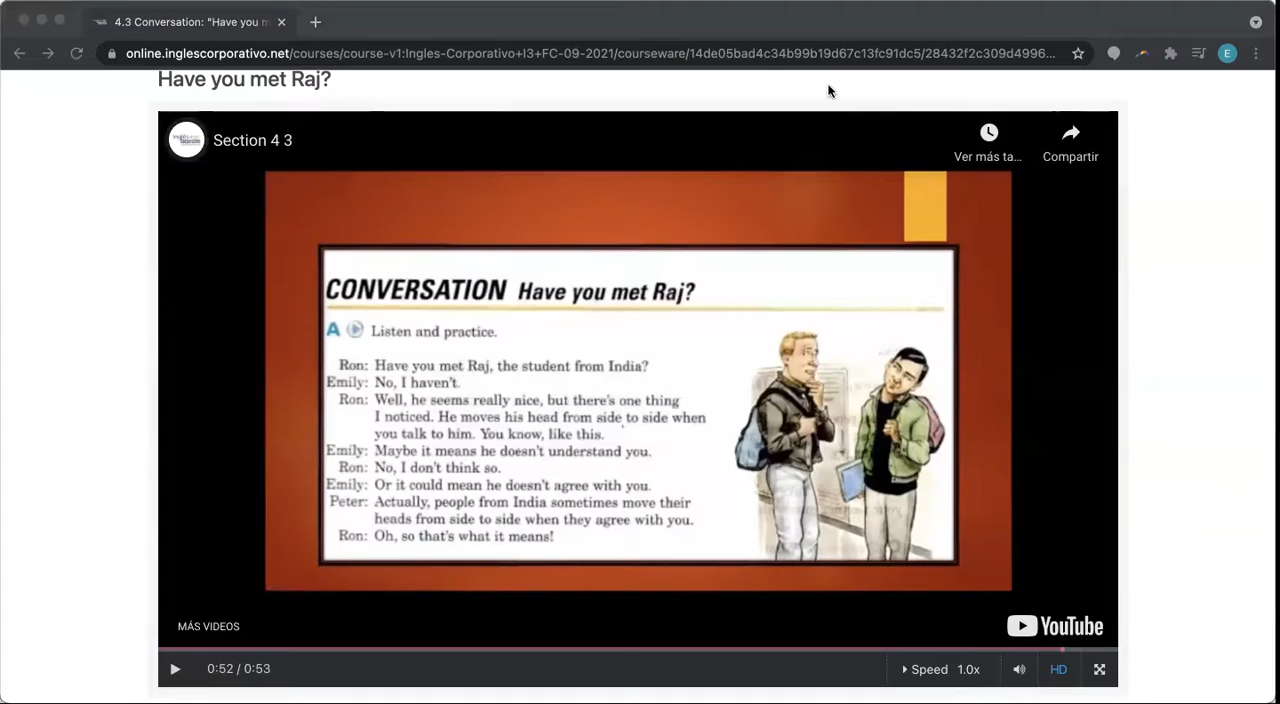 4.3 Conversation: "Have you m
online.inglescorporativo.net/courses/course-v1:Ingles-Corporativo+I3+FC-09-2021/courseware/14de05bad4c34b99b19d67c13fc91dc5/28432f2c309d4996...
E
Have you met Raj?
Section 4 3
Ver más ta...
Compartir
CONVERSATION Have you met Raj?
A Listen and practice.
Ron: Have you met Raj, the student from India?
Emily: No, I haven't.
Ron: Well, he seems really nice, but there's one thing
I noticed. He moves his head from side to side when
you talk to him. You know, like this.
Emily: Maybe it means he doesn't understand you.
Ron: No, I don't think so.
Emily: Or it could mean he doesn't agree with you.
Peter: Actually, people from India sometimes move their
heads from side to side when they agree with you.
Ron: Oh, so that's what it means!
MÁS VIDEOS
YouTube
0:52 / 0:53
Speed 1.0x
HD